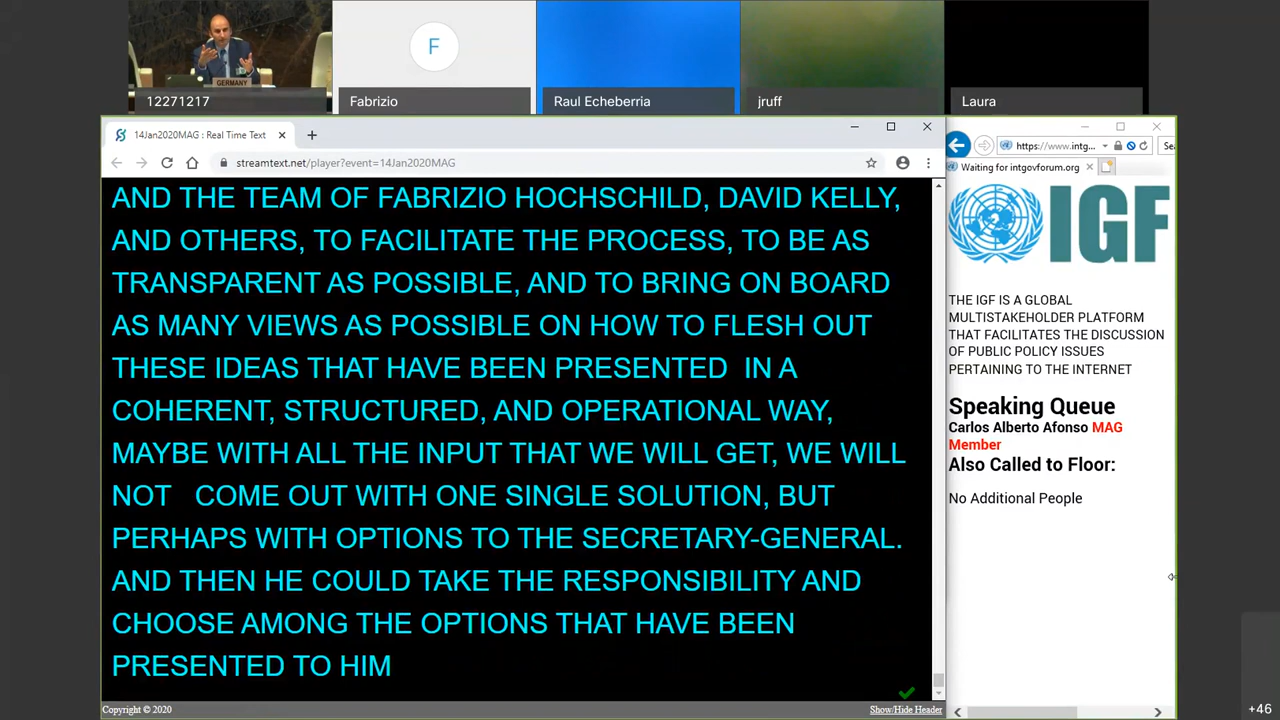 GERMANY
F
12271217
Fabrizio
Raul Echeberria
jruff
Laura
14Jan2020MAG : Real Time Text
streamtext.net/player?event=14Jan2020MAG
AND THE TEAM OF FABRIZIO HOCHSCHILD, DAVID KELLY,
AND OTHERS, TO FACILITATE THE PROCESS, TO BE AS
TRANSPARENT AS POSSIBLE, AND TO BRING ON BOARD
AS MANY VIEWS AS POSSIBLE ON HOW TO FLESH OUT
THESE IDEAS THAT HAVE BEEN PRESENTED IN A
COHERENT, STRUCTURED, AND OPERATIONAL WAY,
MAYBE WITH ALL THE INPUT THAT WE WILL GET, WE WILL
NOT COME OUT WITH ONE SINGLE SOLUTION, BUT
PERHAPS WITH OPTIONS TO THE SECRETARY-GENERAL.
AND THEN HE COULD TAKE THE RESPONSIBILITY AND
CHOOSE AMONG THE OPTIONS THAT HAVE BEEN
PRESENTED TO HIM
Copyright © 2020
Show/Hide Header
https://www.intg...
Sea
Waiting for intgovforum.org
IGF
THE IGF IS A GLOBAL
MULTISTAKEHOLDER PLATFORM
THAT FACILITATES THE DISCUSSION
OF PUBLIC POLICY ISSUES
PERTAINING TO THE INTERNET
Speaking Queue
Carlos Alberto Afonso MAG
Member
Also Called to Floor:
No Additional People
+46